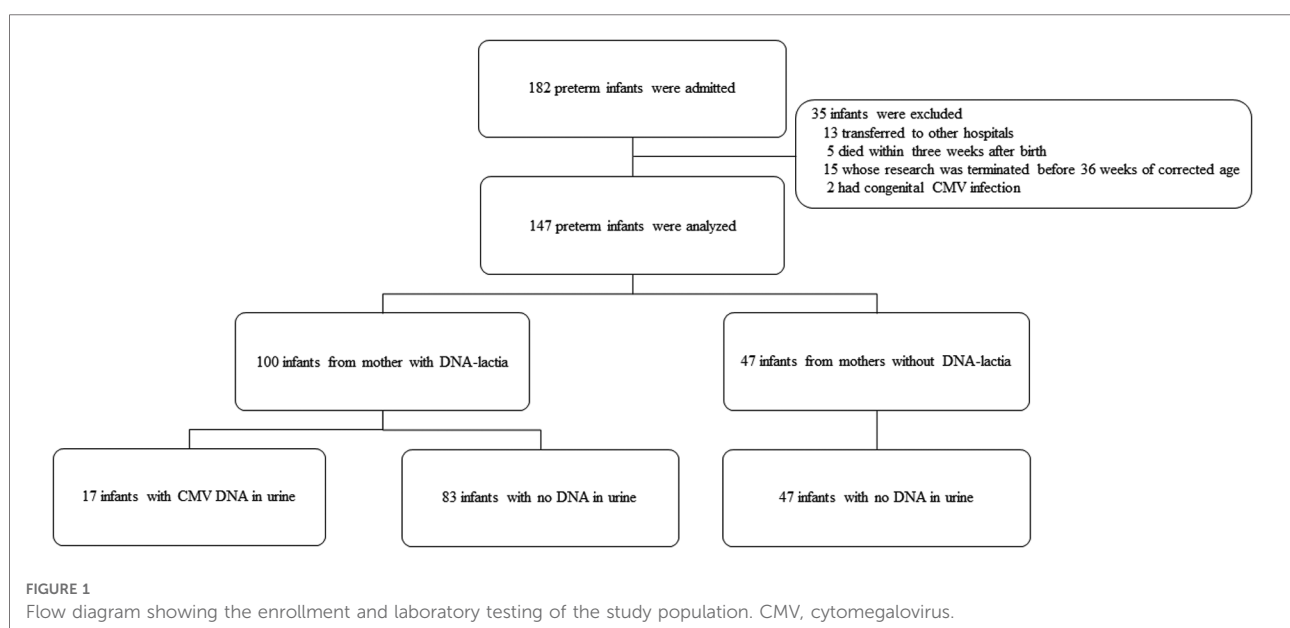 182 preterm infants were admitted
35 infants were excluded
13 transferred to other hospitals
5 died within three weeks after birth
15 whose research was terminated before 36 weeks of corrected age
2 had congenital CMV infection
147 preterm infants were analyzed
100 infants from mother with DNA-lactia
47 infants from mothers without DNA-lactia
17 infants with CMV DNA in urine
83 infants with no DNA in urine
47 infants with no DNA in urine
FIGURE 1
Flow diagram showing the enrollment and laboratory testing of the study population. CMV, cytomegalovirus.